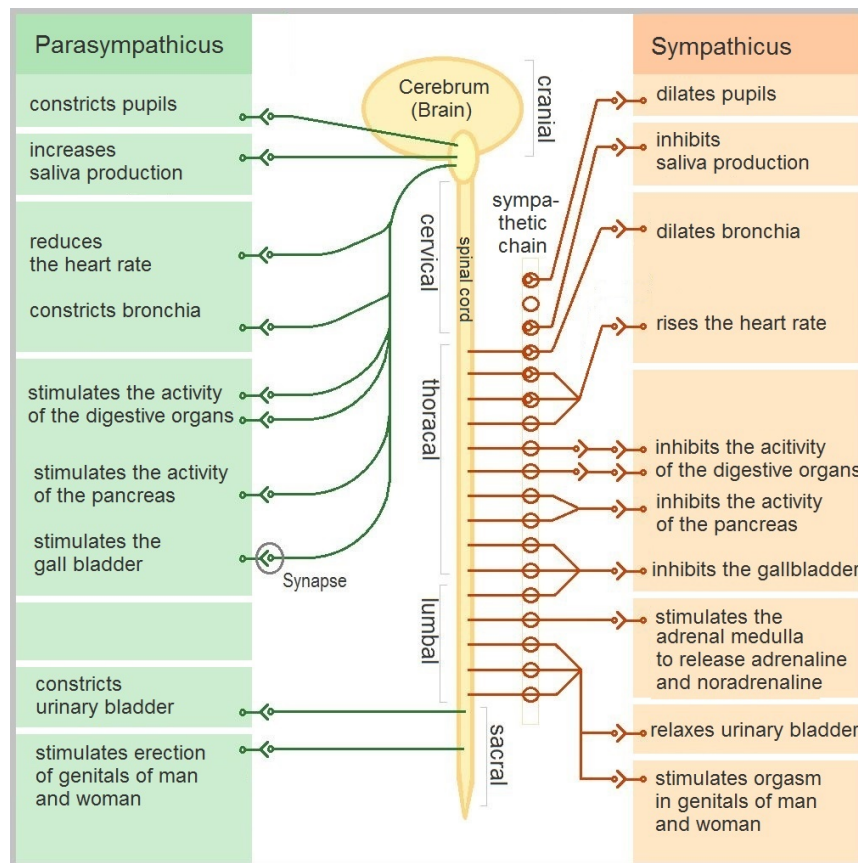 Parasympathicus
constricts pupils
increases
saliva production
reduces
the heart rate
constricts bronchia
stimulates the activity
of the digestive organs
stimulates the activity
of the pancreas
stimulates the
gall bladder
Synapse
constricts
urinary bladder
stimulates erection
of genitals of man
and woman
Cerebrum
(Brain)
cranial
cervical
thoracal
lumbal
sacral
spinal cord
sympa-
thetic
chain
Sympathicus
dilates pupils
inhibits
saliva production
dilates bronchia
rises the heart rate
inhibits the acitivity
of the digestive organs
inhibits the activity
of the pancreas
inhibits the gallbladder
stimulates the
adrenal medulla
to release adrenaline
and noradrenaline
relaxes urinary bladder
stimulates orgasm
in genitals of man
and woman